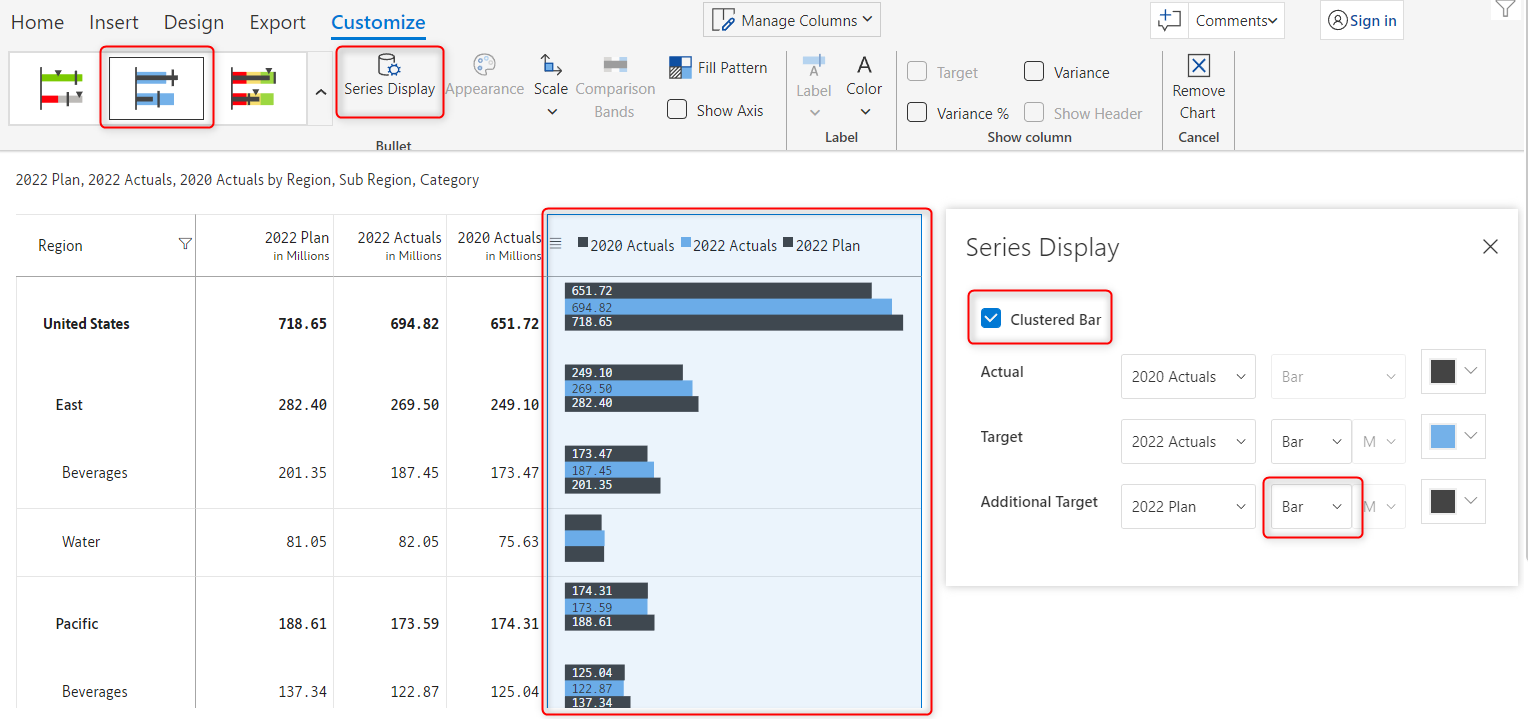 Home Insert Design Export Customize
Manage Columns
Comments
Sign in
Series Display
Appearance
Scale
Comparison
Bands
Fill Pattern
Show Axis
Bullet
Label
Color
Label
Target
Variance
Variance %
Show Header
Show column
Remove
Chart
Cancel
2022 Plan, 2022 Actuals, 2020 Actuals by Region, Sub Region, Category
Region
2022 Plan
in Millions
2022 Actuals
in Millions
2020 Actuals
in Millions
2020 Actuals 2022 Actuals 2022 Plan
United States 718.65 694.82 651.72
651.72
694.82
718.65
East 282.40 269.50 249.10
249.10
269.50
282.40
Beverages 201.35 187.45 173.47
173.47
187.45
201.35
Water 81.05 82.05 75.63
Pacific 188.61 173.59 174.31
174.31
173.59
188.61
Beverages 137.34 122.87 125.04
125.04
122.87
137.34
Series Display
Clustered Bar
Actual 2020 Actuals Bar
Target 2022 Actuals Bar M
Additional Target 2022 Plan Bar M